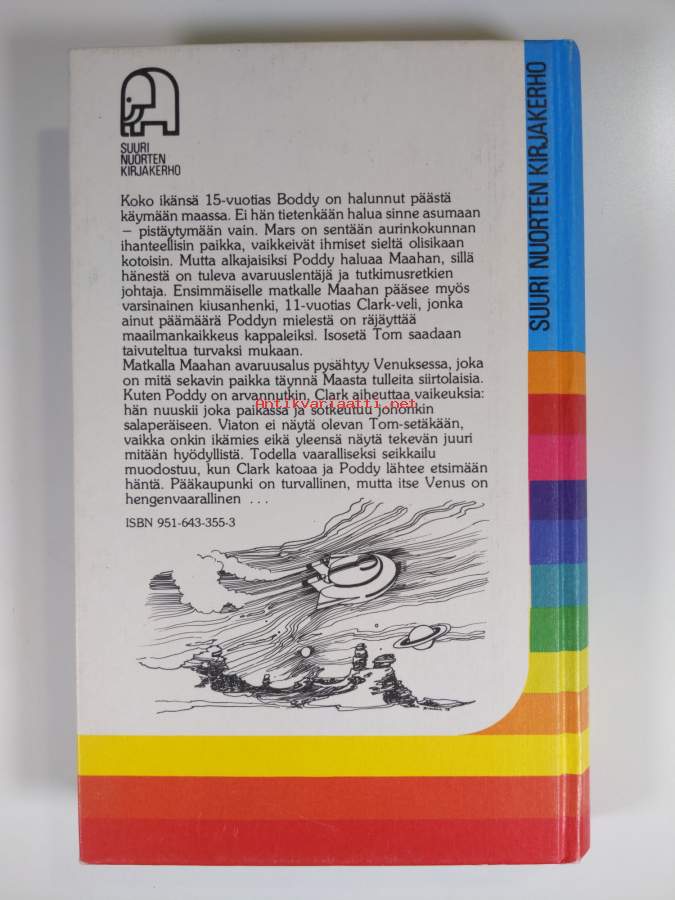 SUURI
NUORTEN
KIRJAKERHO
Koko ikänsä 15-vuotias Boddy on halunnut päästä
käymään maassa. Ei hän tietenkään halua sinne asumaan
– pistäytymään vain. Mars on sentään aurinkokunnan
ihanteellisin paikka, vaikkeivät ihmiset sieltä olisikaan
kotoisin. Mutta alkajaisiksi Poddy haluaa Maahan, sillä
hänestä on tuleva avaruuslentäjä ja tutkimusretkien
johtaja. Ensimmäiselle matkalle Maahan pääsee myös
varsinainen kiusanhenki, 11-vuotias Clark-veli, jonka
ainut päämäärä Poddyn mielestä on räjäyttää
maailmankaikkeus kappaleiksi. Isosetä Tom saadaan
taivuteltua turvaksi mukaan.
Matkalla Maahan avaruusalus pysähtyy Venuksessa, joka
on mitä sekavin paikka täynnä Maasta tulleita siirtolaisia.
Kuten Poddy on arvannutkin, Clark aiheuttaa vaikeuksia:
Antikvariaatti.net
hän nuuskii joka paikassa ja sotkeutuu johonkin
salaperäiseen. Viaton ei näytä olevan Tom-setäkään,
vaikka onkin ikämies eikä yleensä näytä tekevän juuri
mitään hyödyllistä. Todella vaaralliseksi seikkailu
muodostuu, kun Clark katoaa ja Poddy lähtee etsimään
häntä. Pääkaupunki on turvallinen, mutta itse Venus on
hengenvaarallinen ...
ISBN 951-643-355-3
SUURI NUORTEN KIRJAKERHO